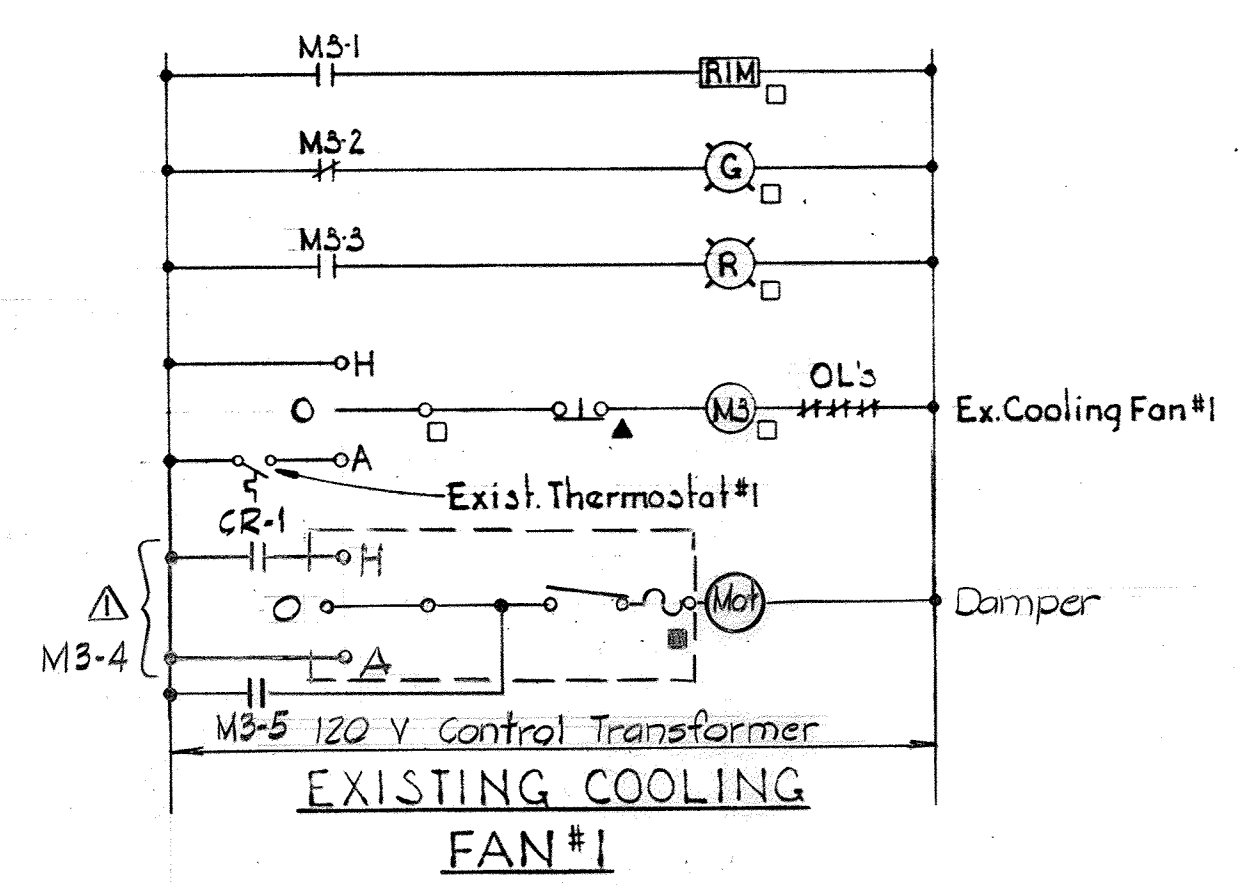 M3-1
RIM
M3-2
G
M3-3
R
H
OL's
O
M3
Ex. Cooling Fan #1
A
Exist. Thermostat #1
CR-1
H
1
O
Mot
Damper
M3-4
A
M3-5
120 V Control Transformer
EXISTING COOLING
FAN #1